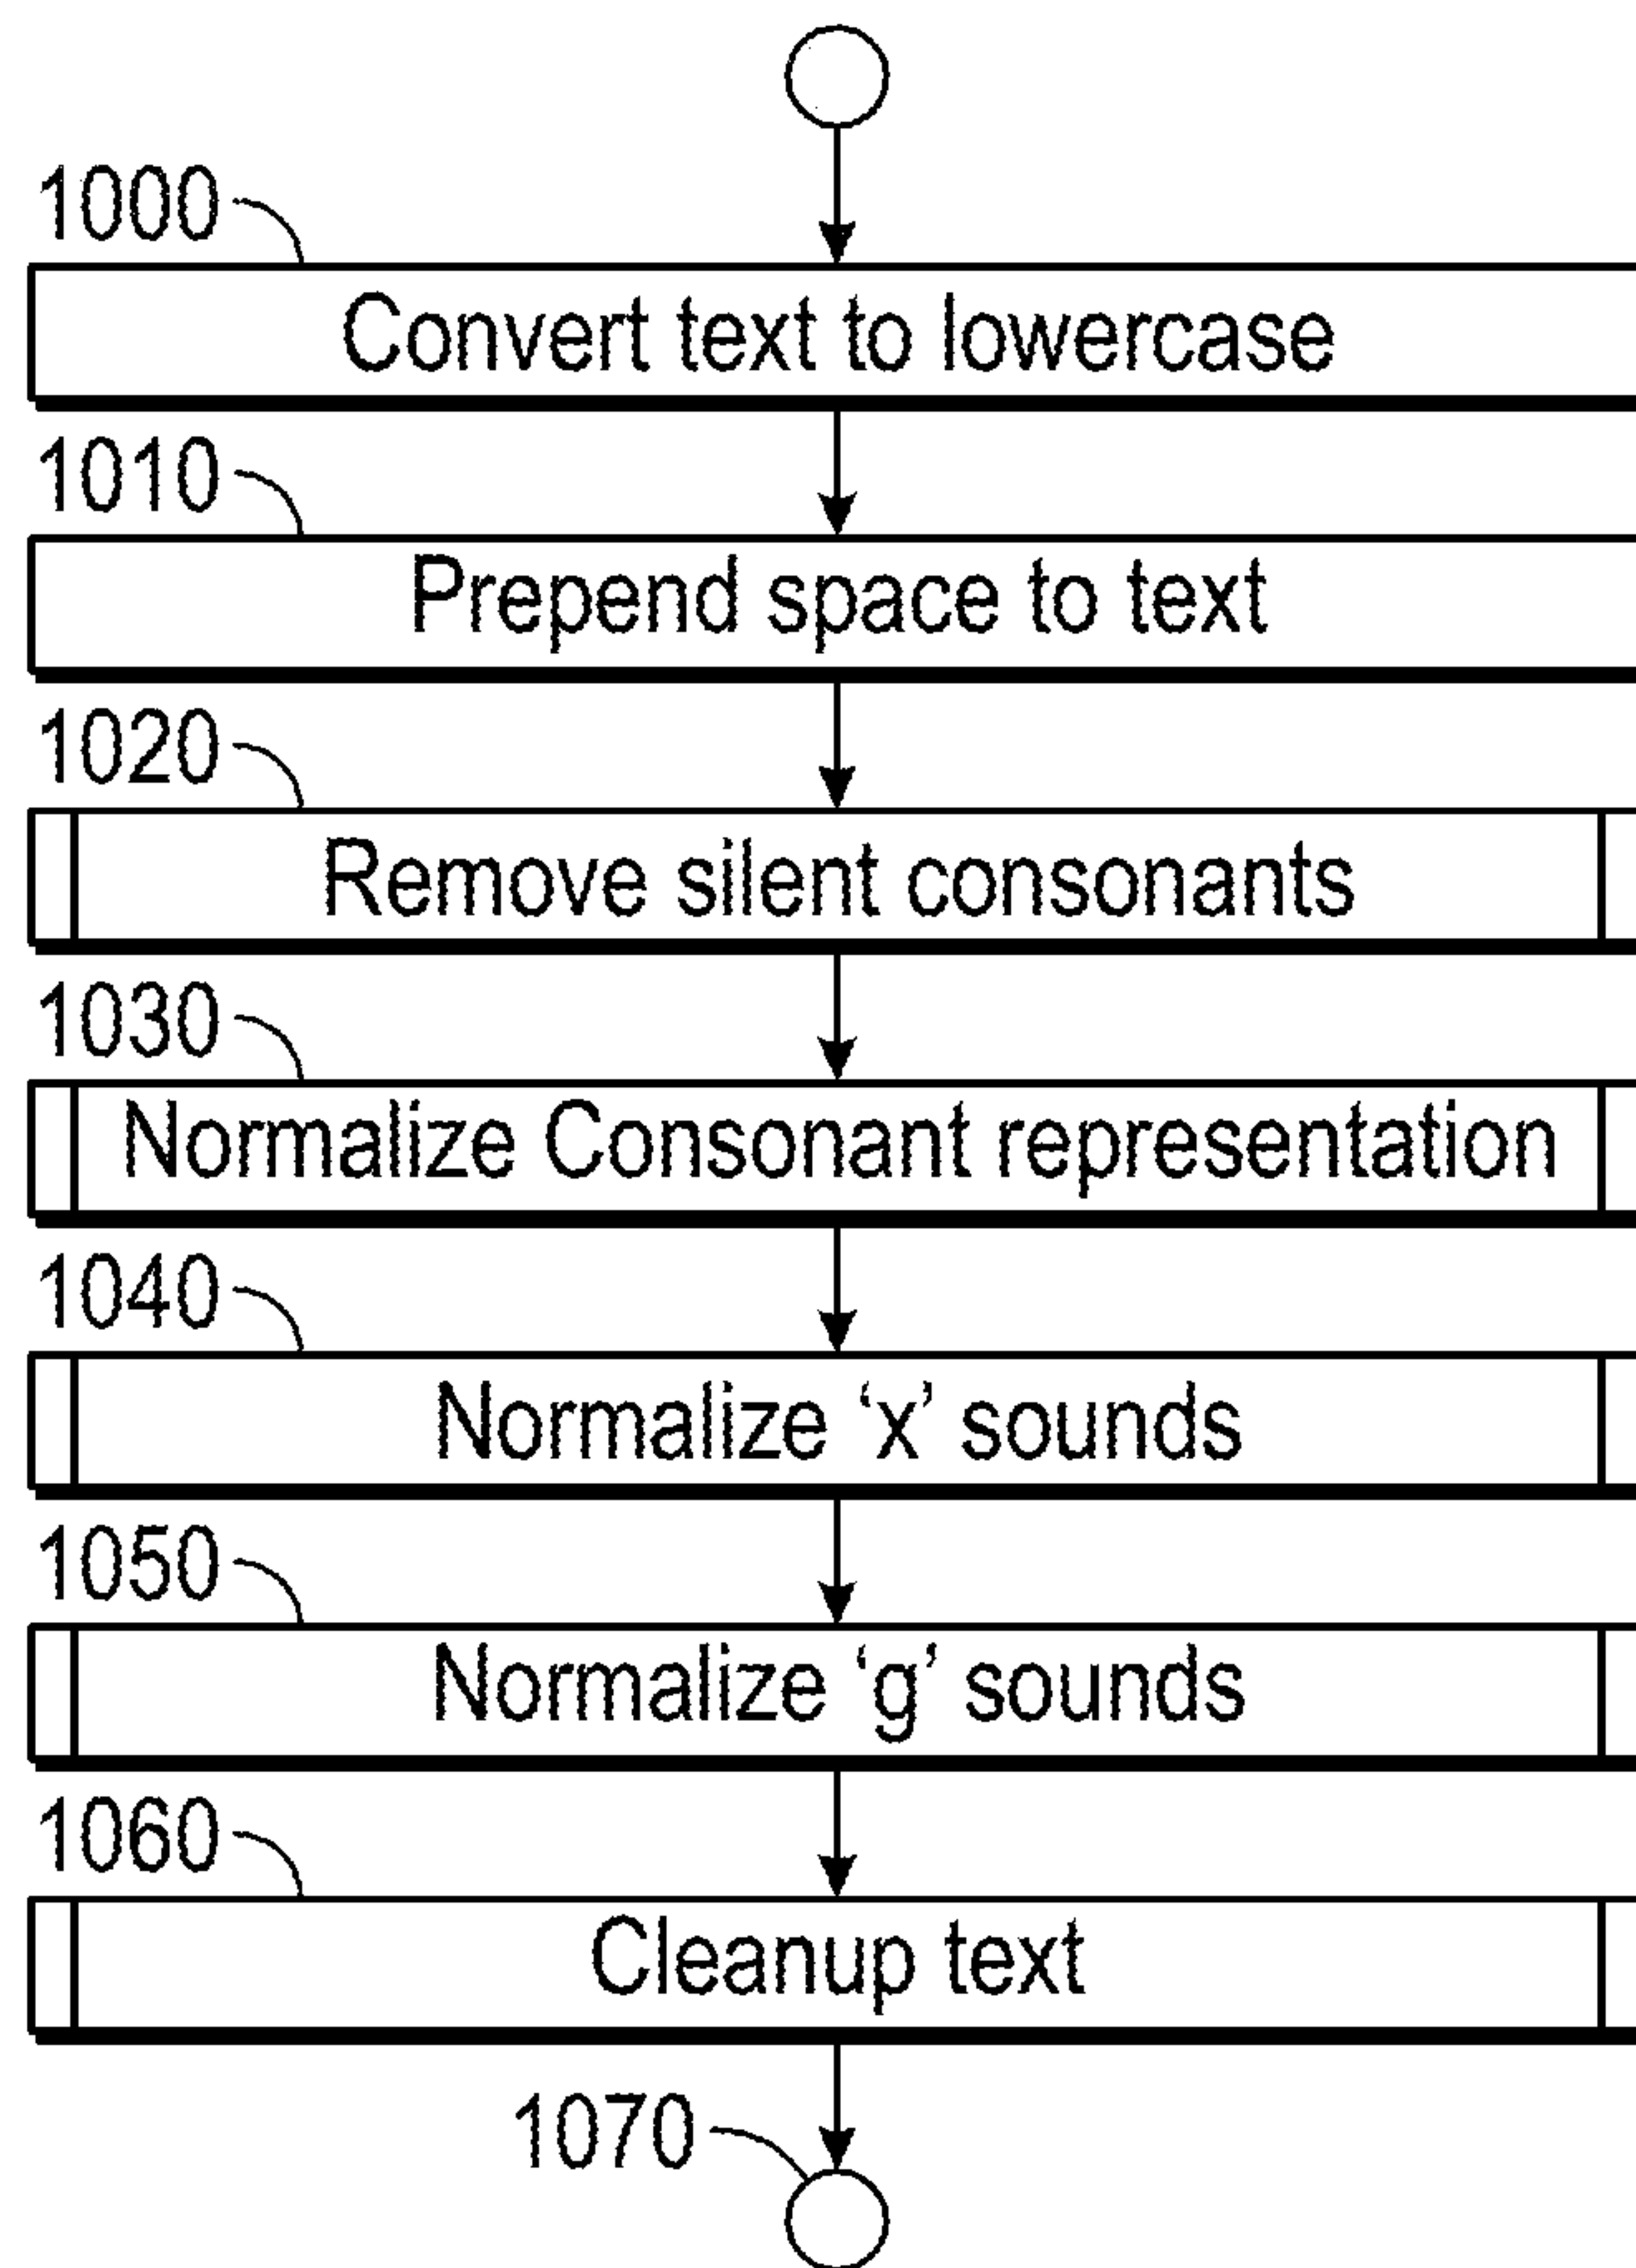 1000
Convert text to lowercase
1010
Prepend space to text
1020
Remove silent consonants
1030
Normalize Consonant representation
1040
Normalize ‘x’ sounds
1050
Normalize ‘g’ sounds
1060
Cleanup text
1070